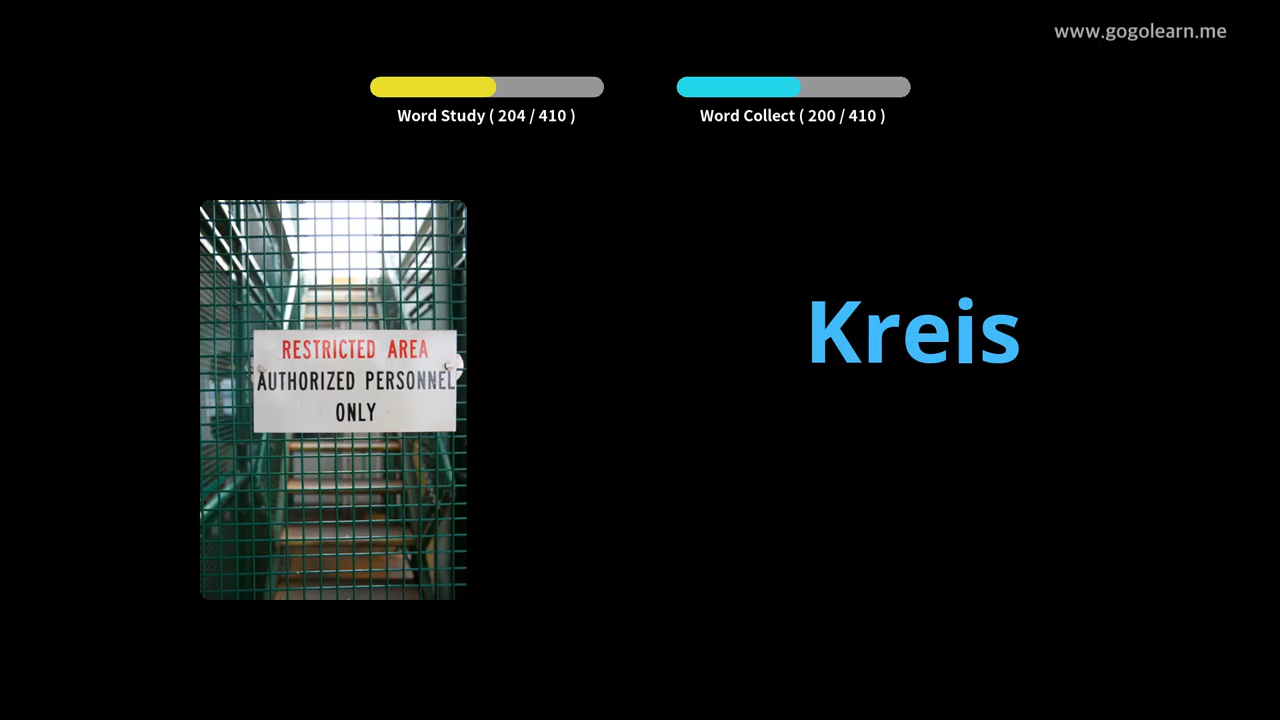 www.gogolearn.me
Word Study ( 204 / 410 )
Word Collect ( 200 / 410 )
RESTRICTED AREA
AUTHORIZED PERSONNEL
ONLY
Kreis